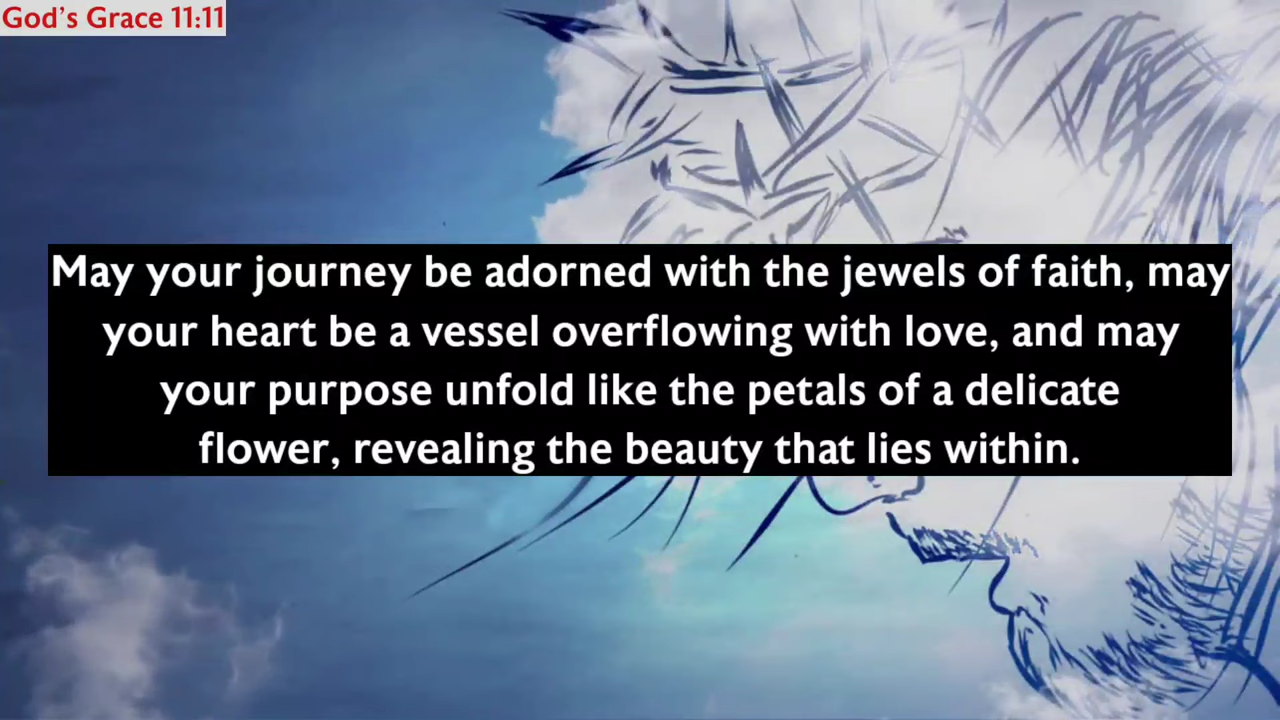 God's Grace 11:11
May your journey be adorned with the jewels of faith, may
your heart be a vessel overflowing with love, and may
your purpose unfold like the petals of a delicate
flower, revealing the beauty that lies within.